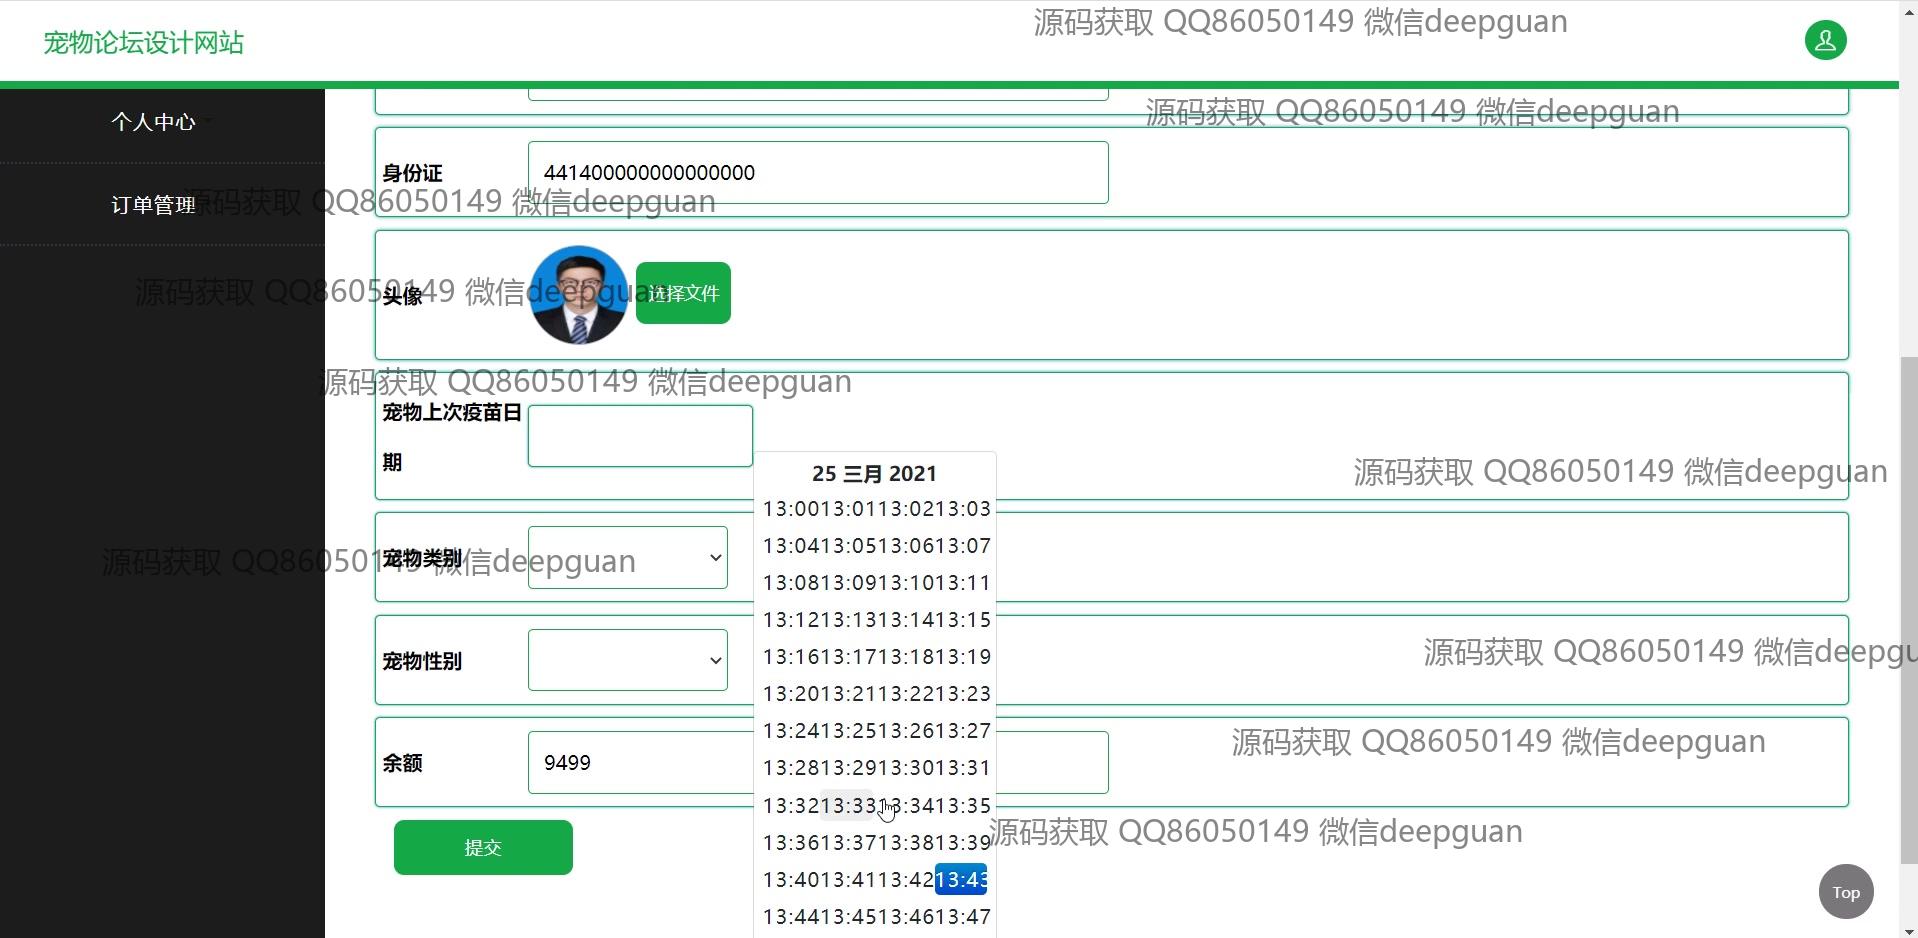 源码获取 QQ86050149 微信deepguan
宠物论坛设计网站
源码获取 QQ86050149 微信deepguan
个人中心
身份证
441400000000000000
订单管理
源码获取 QQ86050149 微信deepguan
头像
选择文件
源码获取 QQ86050149 微信deepguan
源码获取 QQ86050149 微信deepguan
宠物上次疫苗日
期
源码获取 QQ86050149 微信deepguan
25 三月 2021
13:00 13:01 13:02 13:03
13:04 13:05 13:06 13:07
宠物类别
源码获取 QQ86050149 微信deepguan
13:08 13:09 13:10 13:11
13:12 13:13 13:14 13:15
宠物性别
源码获取 QQ86050149 微信deepgu
13:16 13:17 13:18 13:19
13:20 13:21 13:22 13:23
13:24 13:25 13:26 13:27
源码获取 QQ86050149 微信deepguan
余额
9499
13:28 13:29 13:30 13:31
13:32 13:33 13:34 13:35
源码获取 QQ86050149 微信deepguan
13:36 13:37 13:38 13:39
提交
13:40 13:41 13:42 13:43
Top
13:44 13:45 13:46 13:47